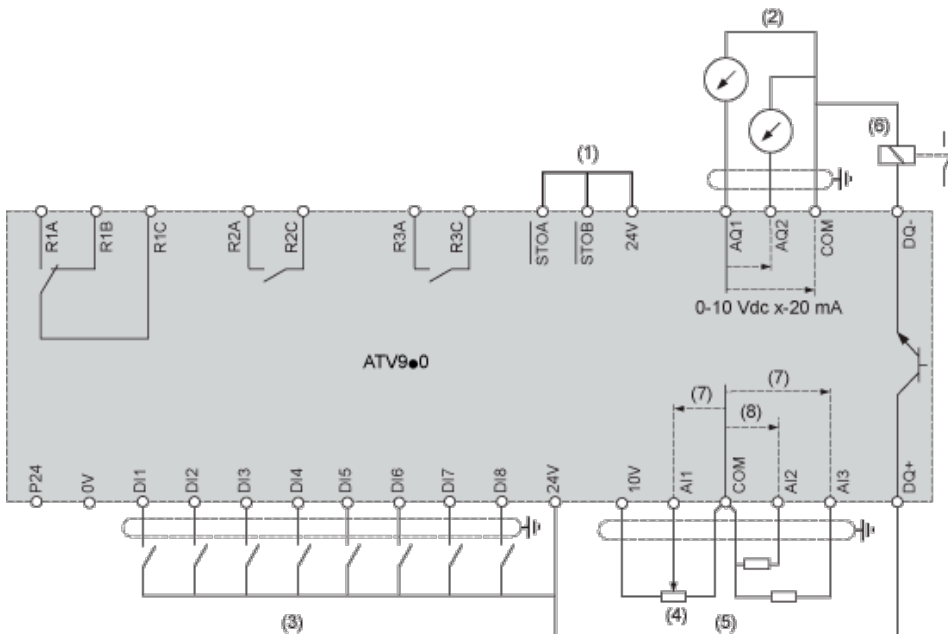 (2)
(6)
(1)
R1A
R1B
R1C
R2A
R2C
R3A
R3C
STOA
STOB
24V
AQ1
AQ2
COM
DQ-
0-10 Vdc x-20 mA
ATV9●0
(7)
(7)
(8)
P24
0V
DI1
DI2
DI3
DI4
DI5
DI6
DI7
DI8
24V
10V
AI1
COM
AI2
AI3
DQ+
(3)
(4)
(5)